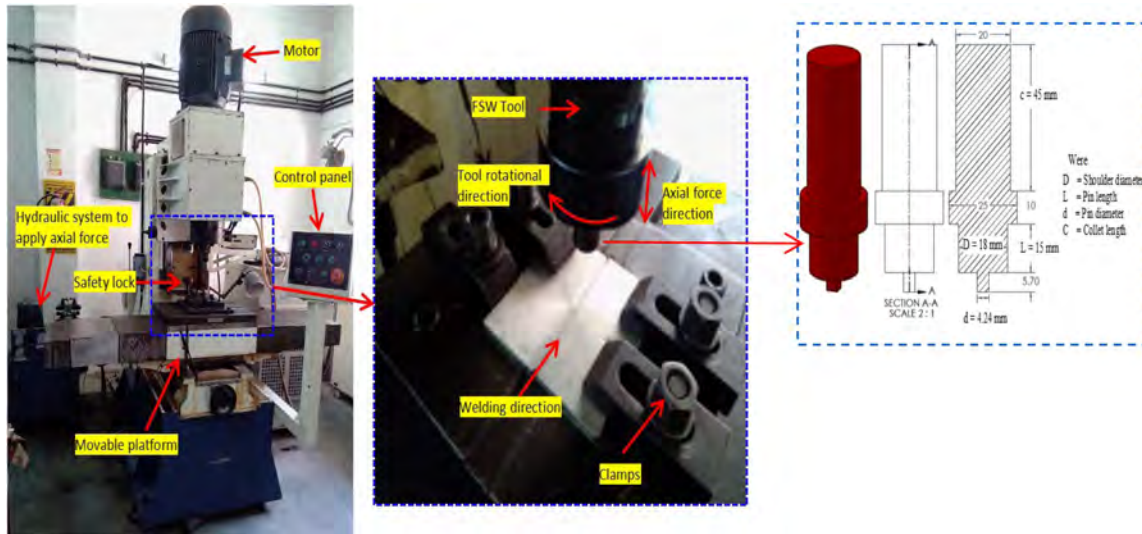 Motor
Control panel
Hydraulic system to
apply axial force
Safety lock
Movable platform
FSW Tool
Tool rotational
direction
Axial force
direction
Welding direction
Clamps
20
A
c = 45 mm
25
10
D = 18 mm
L = 15 mm
5,70
A
SECTION A-A
SCALE 2 : 1
d = 4.24 mm
Were
D = Shoulder diameter
L = Pin length
d = Pin diameter
C = Collet length